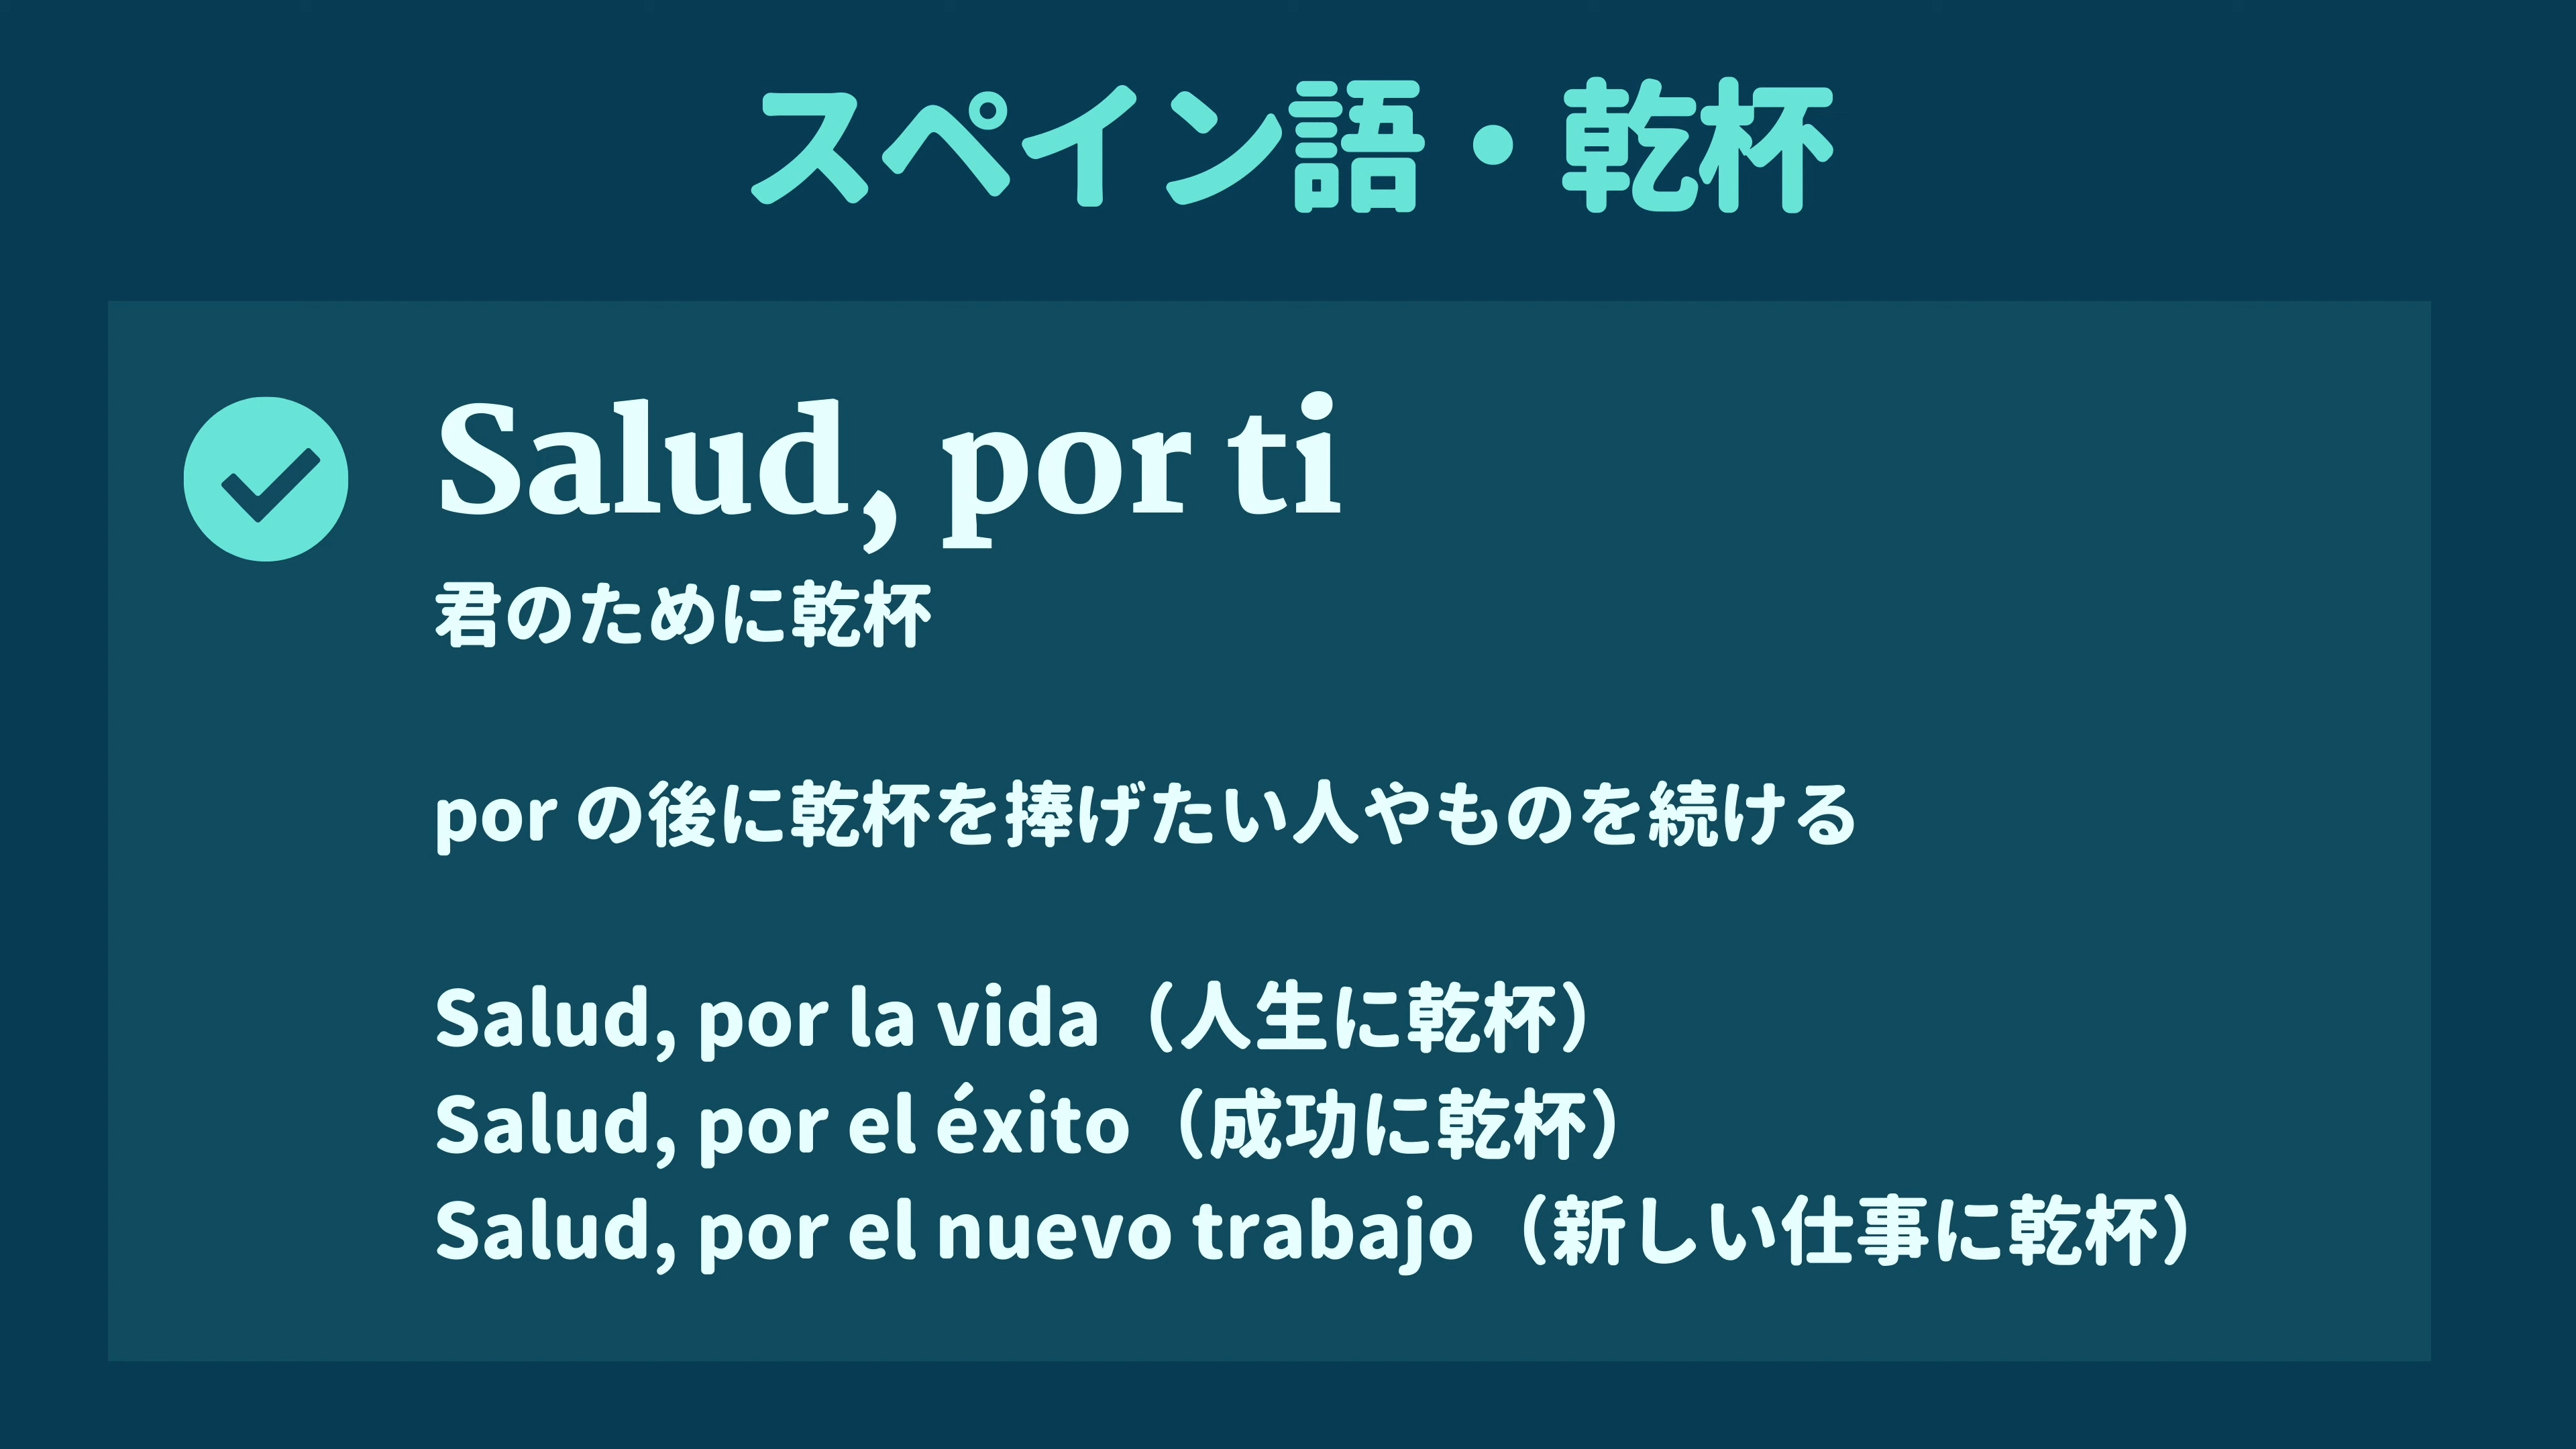 スペイン語・乾杯
Salud, por ti
君のために乾杯
por の後に乾杯を捧げたい人やものを続ける
Salud, por la vida（人生に乾杯）
Salud, por el éxito（成功に乾杯）
Salud, por el nuevo trabajo（新しい仕事に乾杯）